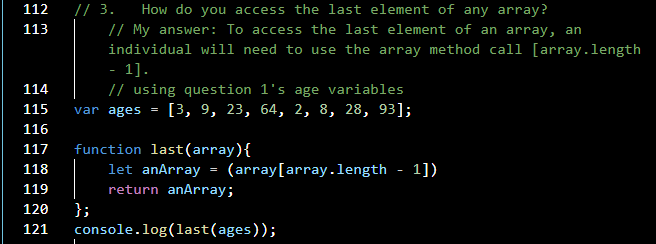 112 // 3. How do you access the last element of any array?
113 // My answer: To access the last element of an array, an
individual will need to use the array method call [array.length
- 1].
114 // using question 1's age variables
115 var ages = [3, 9, 23, 64, 2, 8, 28, 93];
116
117 function last(array){
118 let anArray = (array[array.length - 1])
119 return anArray;
120 };
121 console.log(last(ages));